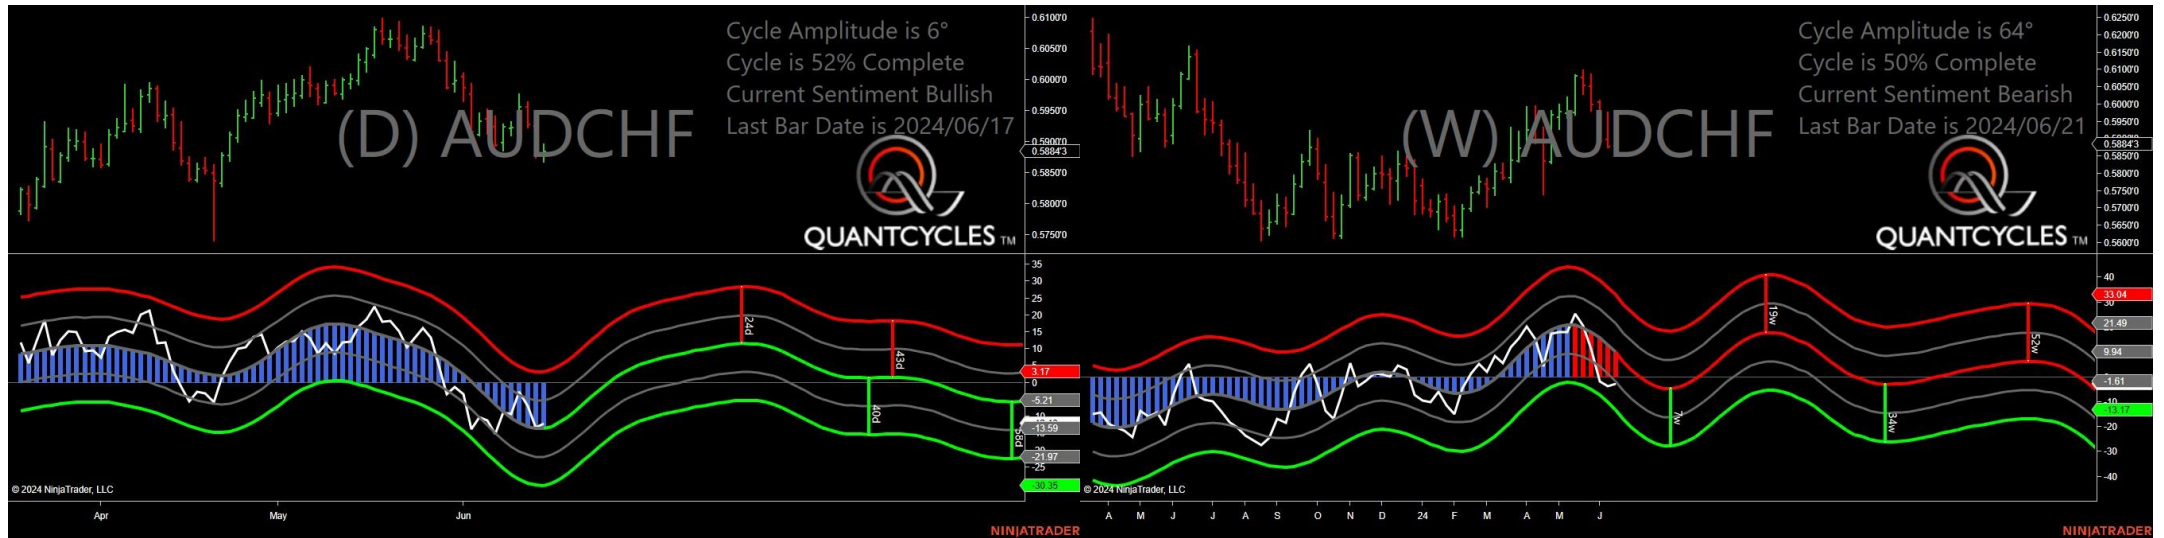 Cycle Amplitude is 6°
Cycle is 52% Complete
Current Sentiment Bullish
Last Bar Date is 2024/06/17
(D) AUDCHF
QUANTCYCLES TM
0.6100'0
0.6050'0
0.6000'0
0.5950'0
0.5900'0
0.5884'3
0.5850'0
0.5800'0
0.5750'0
35
30
25
20
15
10
5
3.17
0
-5.21
-10
-13.59
-21.97
-25
-30.35
24d
43d
40d
58d
© 2024 NinjaTrader, LLC
Apr
May
Jun
NINJATRADER
Cycle Amplitude is 64°
Cycle is 50% Complete
Current Sentiment Bearish
Last Bar Date is 2024/06/21
(W) AUDCHF
QUANTCYCLES TM
0.6250'0
0.6200'0
0.6150'0
0.6100'0
0.6050'0
0.6000'0
0.5950'0
0.5884'3
0.5850'0
0.5800'0
0.5750'0
0.5700'0
0.5650'0
0.5600'0
40
33.04
30
21.49
9.94
-1.61
-10
-13.17
-20
-30
-40
19w
52w
7w
34w
© 2024 NinjaTrader, LLC
A M J J A S O N D 24 F M A M J
NINJATRADER